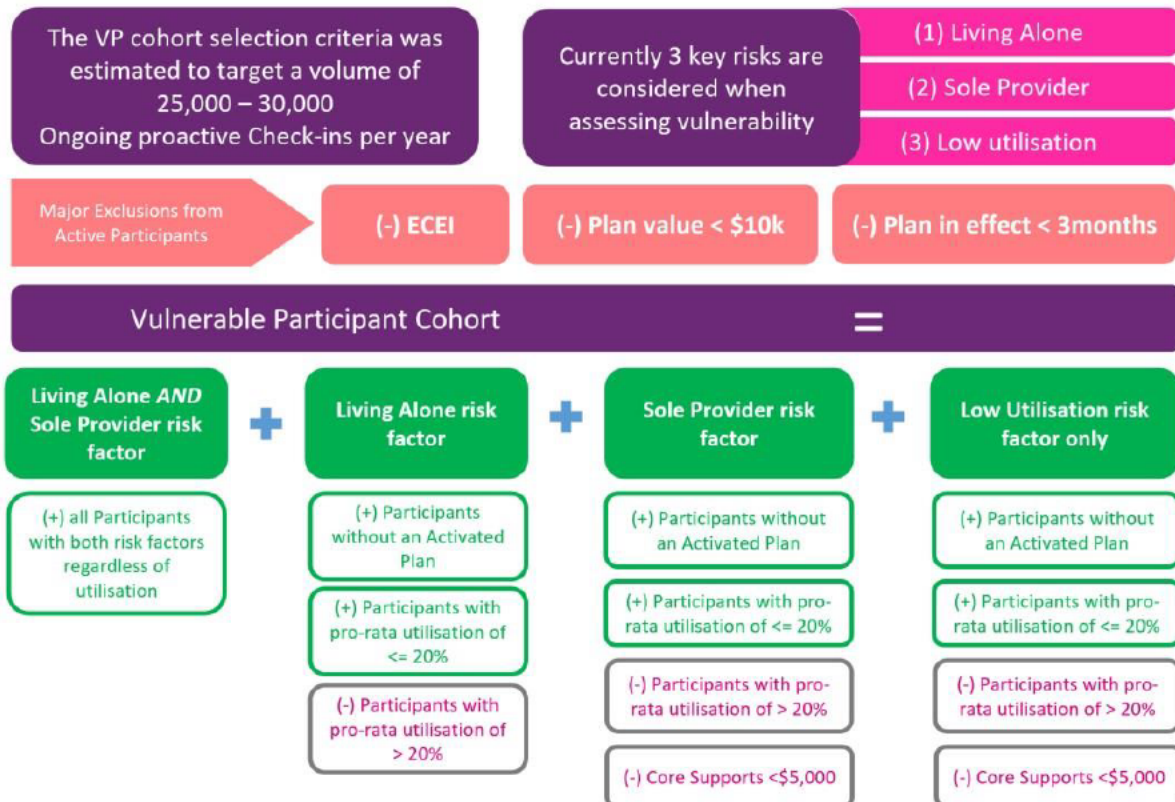 The VP cohort selection criteria was
estimated to target a volume of
25,000 – 30,000
Ongoing proactive Check-ins per year
Currently 3 key risks are
considered when
assessing vulnerability
(1) Living Alone
(2) Sole Provider
(3) Low utilisation
Major Exclusions from
Active Participants
(-) ECEI
(-) Plan value < $10k
(-) Plan in effect < 3months
Vulnerable Participant Cohort =
Living Alone AND
Sole Provider risk
factor
+
Living Alone risk
factor
+
Sole Provider risk
factor
+
Low Utilisation risk
factor only
(+) all Participants
with both risk factors
regardless of
utilisation
(+) Participants
without an Activated
Plan
(+) Participants with
pro-rata utilisation of
<= 20%
(-) Participants with
pro-rata utilisation of
> 20%
(+) Participants without
an Activated Plan
(+) Participants with pro-
rata utilisation of <= 20%
(-) Participants with pro-
rata utilisation of > 20%
(-) Core Supports <$5,000
(+) Participants without
an Activated Plan
(+) Participants with pro-
rata utilisation of <= 20%
(-) Participants with pro-
rata utilisation of > 20%
(-) Core Supports <$5,000